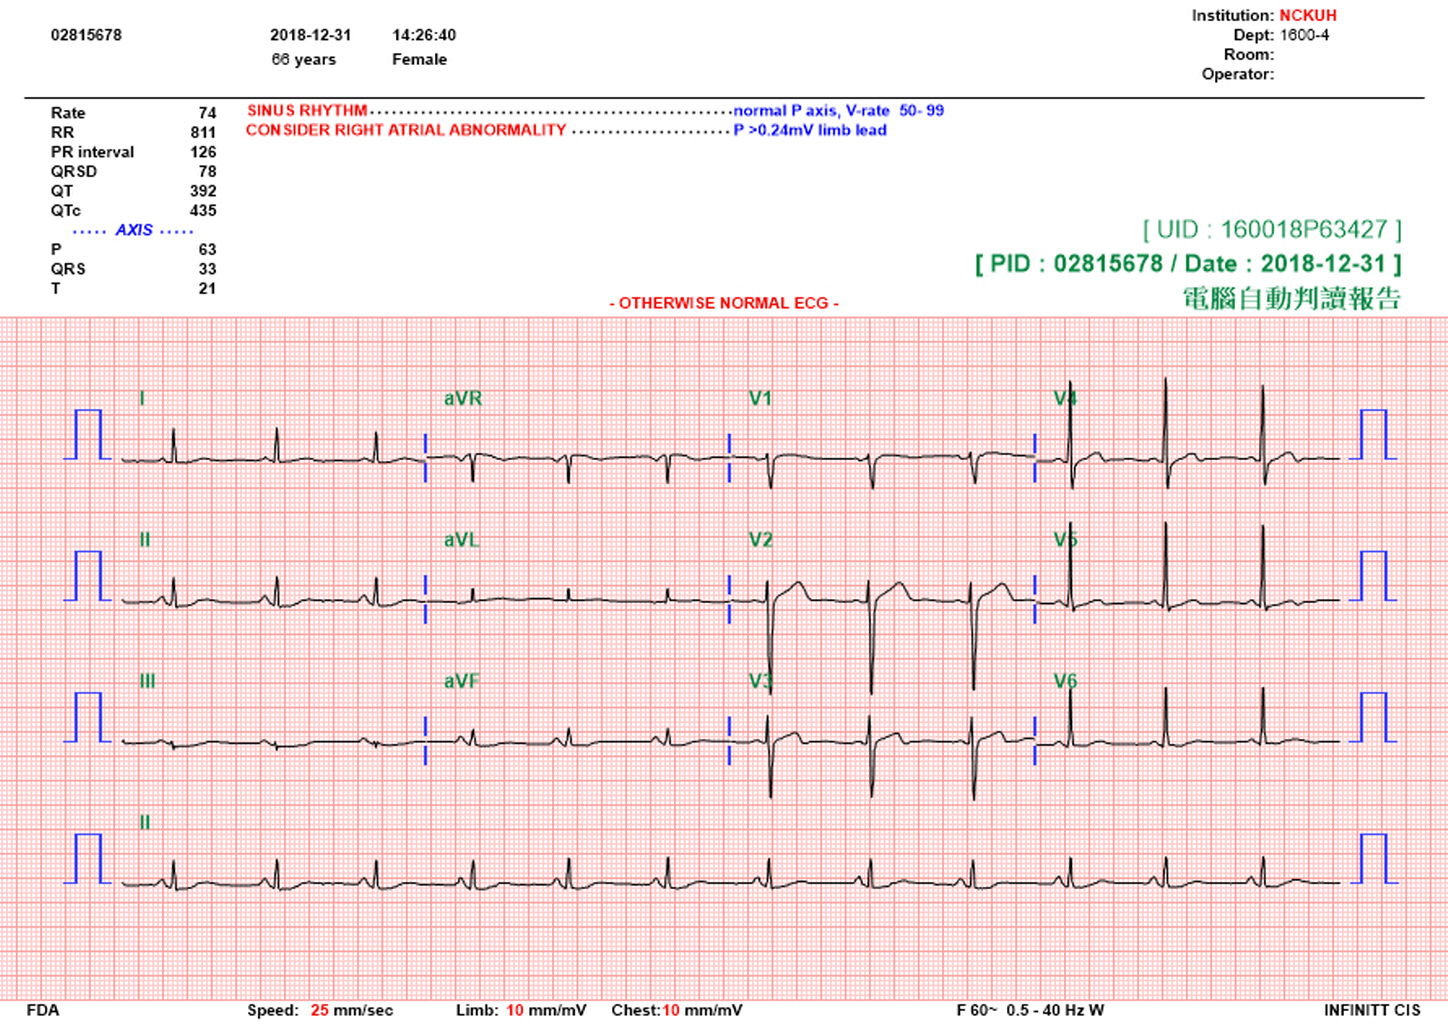 Institution: NCKUH
02815678 2018-12-31 14:26:40 Dept: 1600-4
66 years Female Room:
Operator:
Rate 74 SINUS RHYTHM normal P axis, V-rate 50- 99
RR 811 CONSIDER RIGHT ATRIAL ABNORMALITY P >0.24mV limb lead
PR interval 126
QRSD 78
QT 392
QTc 435
..... AXIS .....
P 63
QRS 33
T 21
[ UID : 160018P63427 ]
[ PID : 02815678 / Date : 2018-12-31 ]
電腦自動判讀報告
- OTHERWISE NORMAL ECG -
I aVR V1 V4
II aVL V2 V5
III aVF V3 V6
II
FDA Speed: 25 mm/sec Limb: 10 mm/mV Chest:10 mm/mV F 60~ 0.5 - 40 Hz W INFINITT CIS